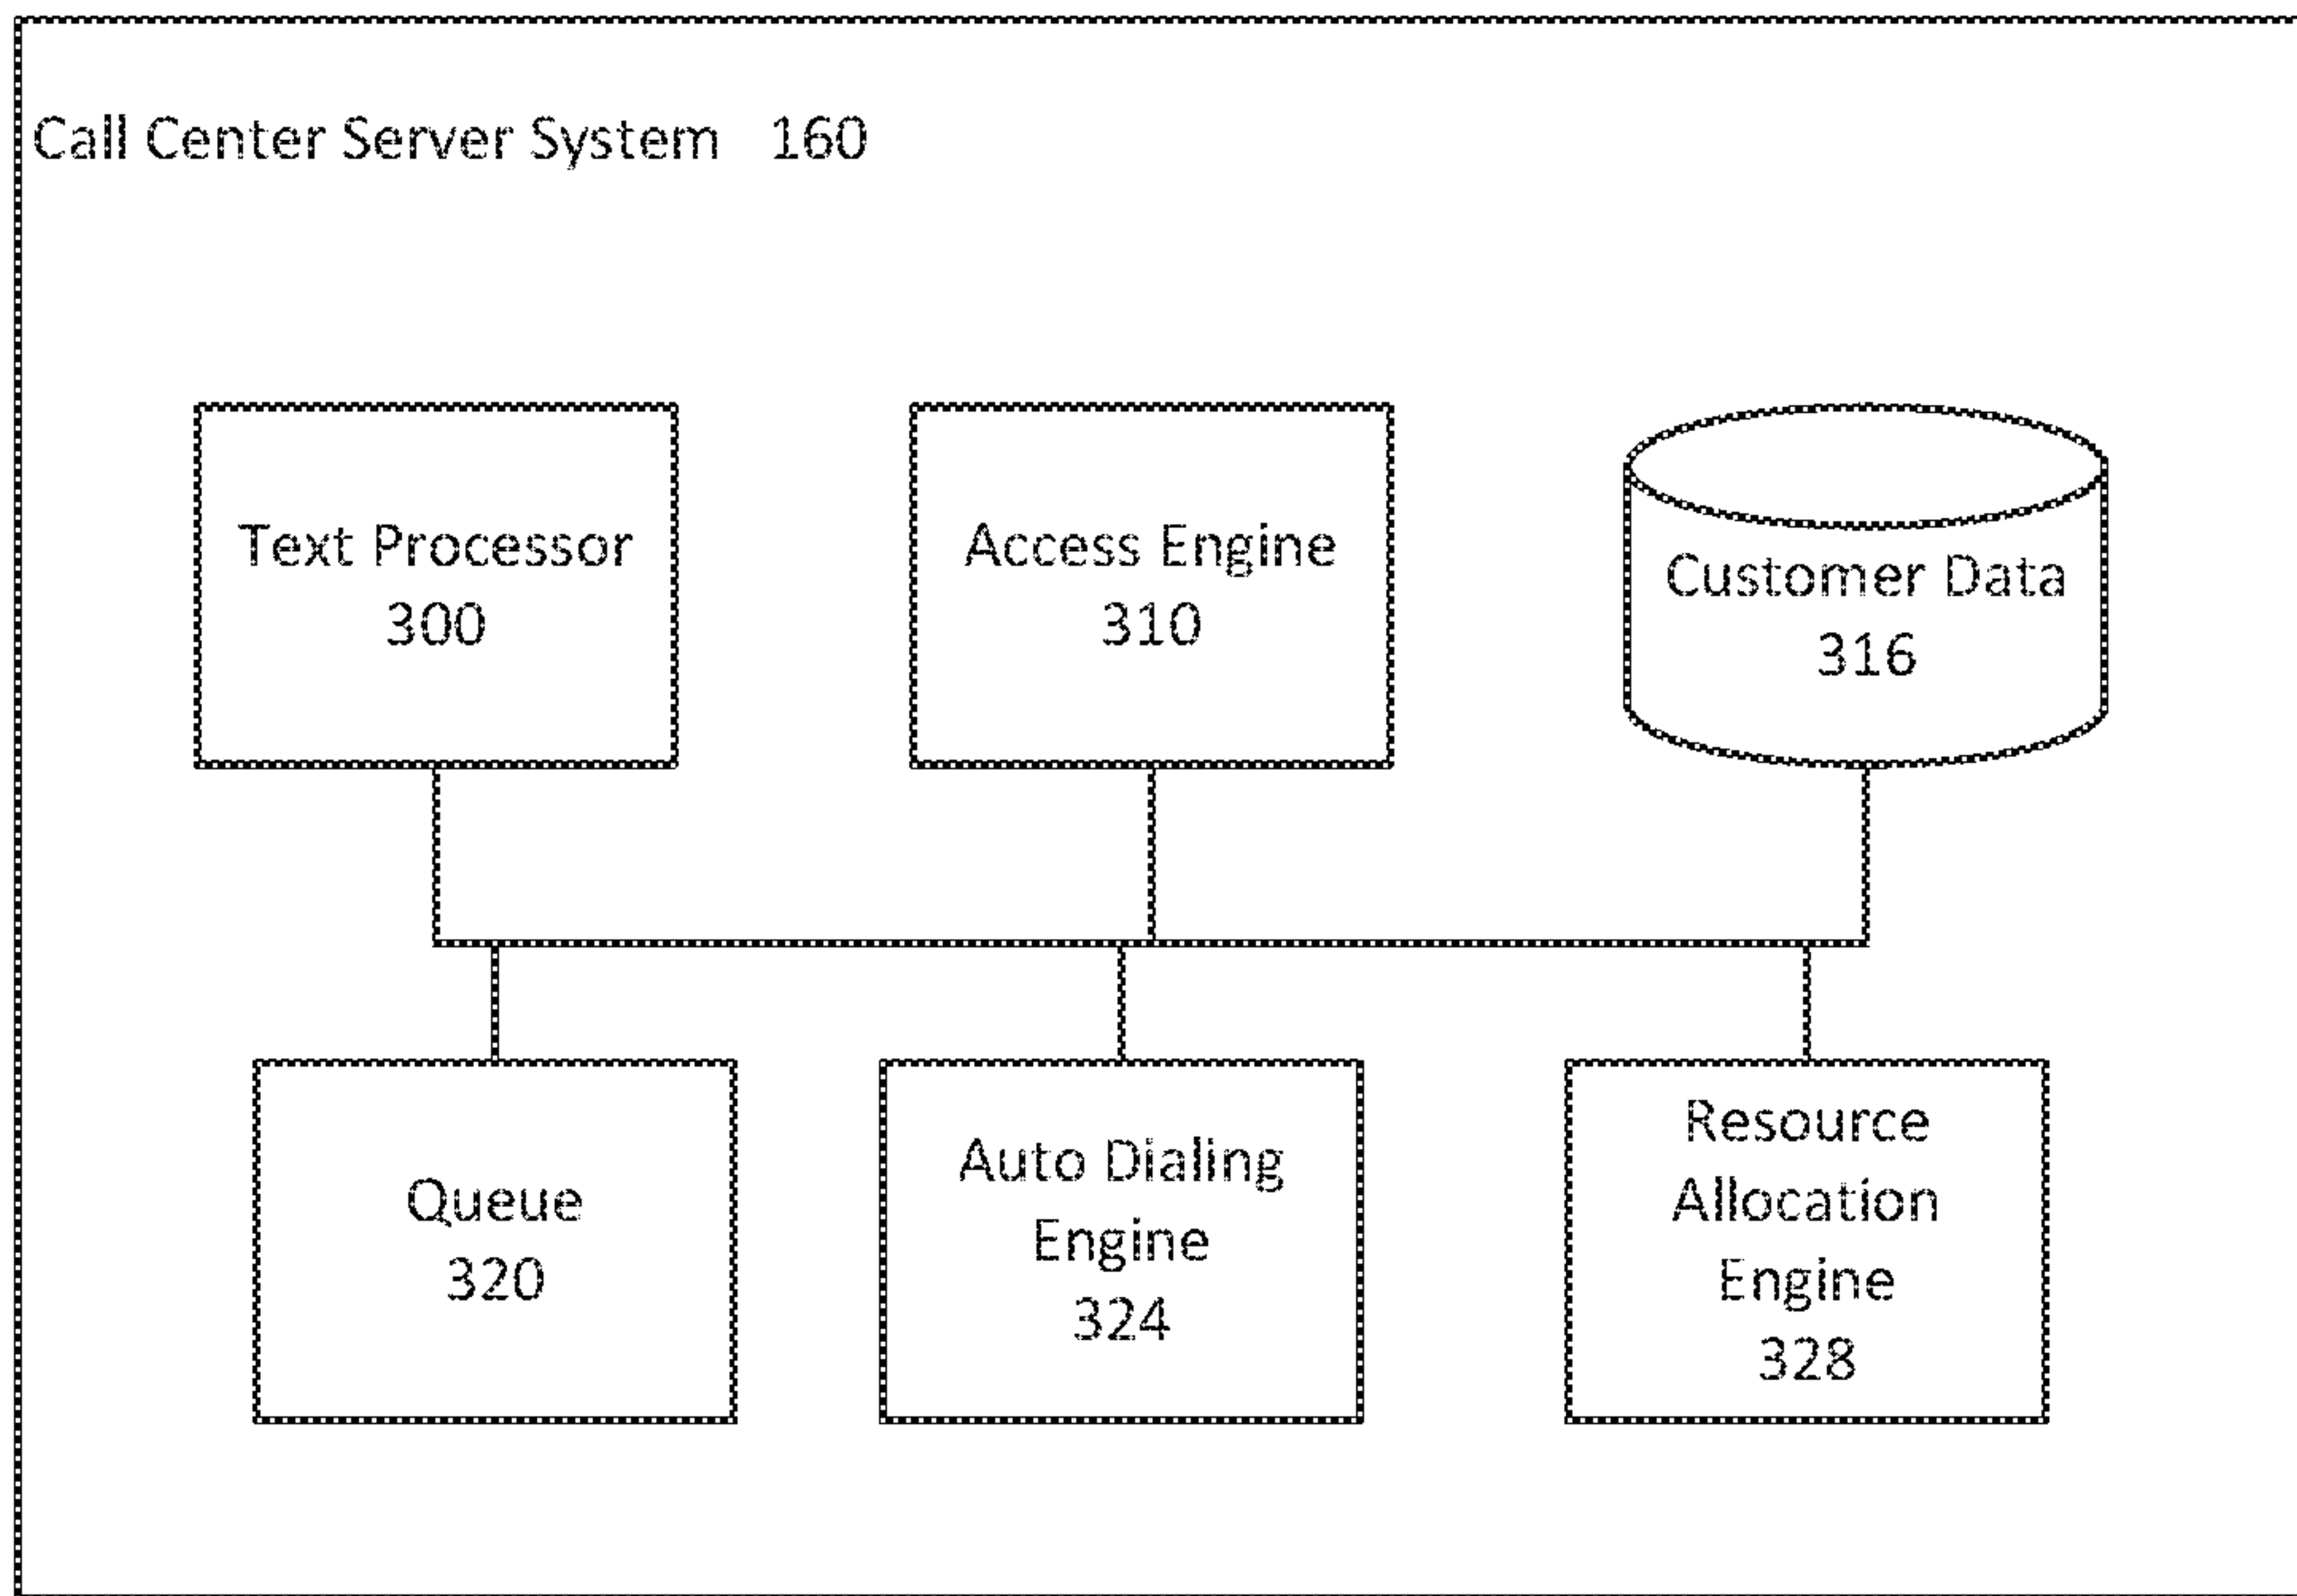 Call Center Server System 160
Text Processor
300
Access Engine
310
Customer Data
316
Queue
320
Auto Dialing
Engine
324
Resource
Allocation
Engine
328